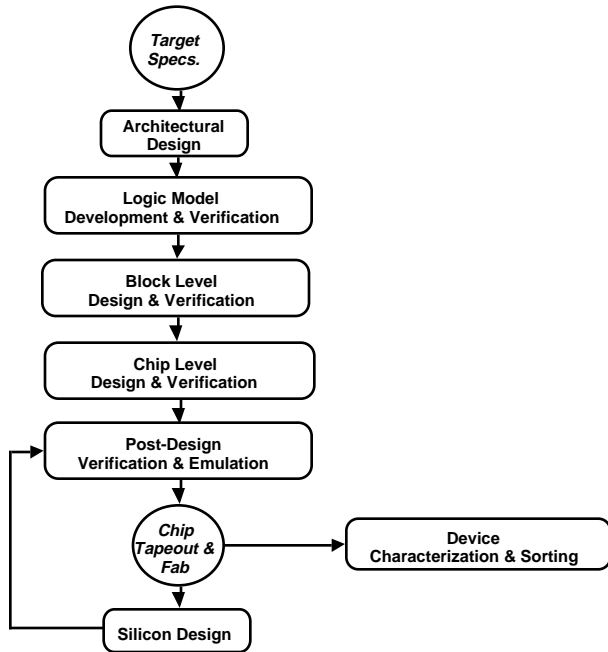 Target
Specs.
Architectural
Design
Logic Model
Development & Verification
Block Level
Design & Verification
Chip Level
Design & Verification
Post-Design
Verification & Emulation
Chip
Tapeout &
Fab
Device
Characterization & Sorting
Silicon Design